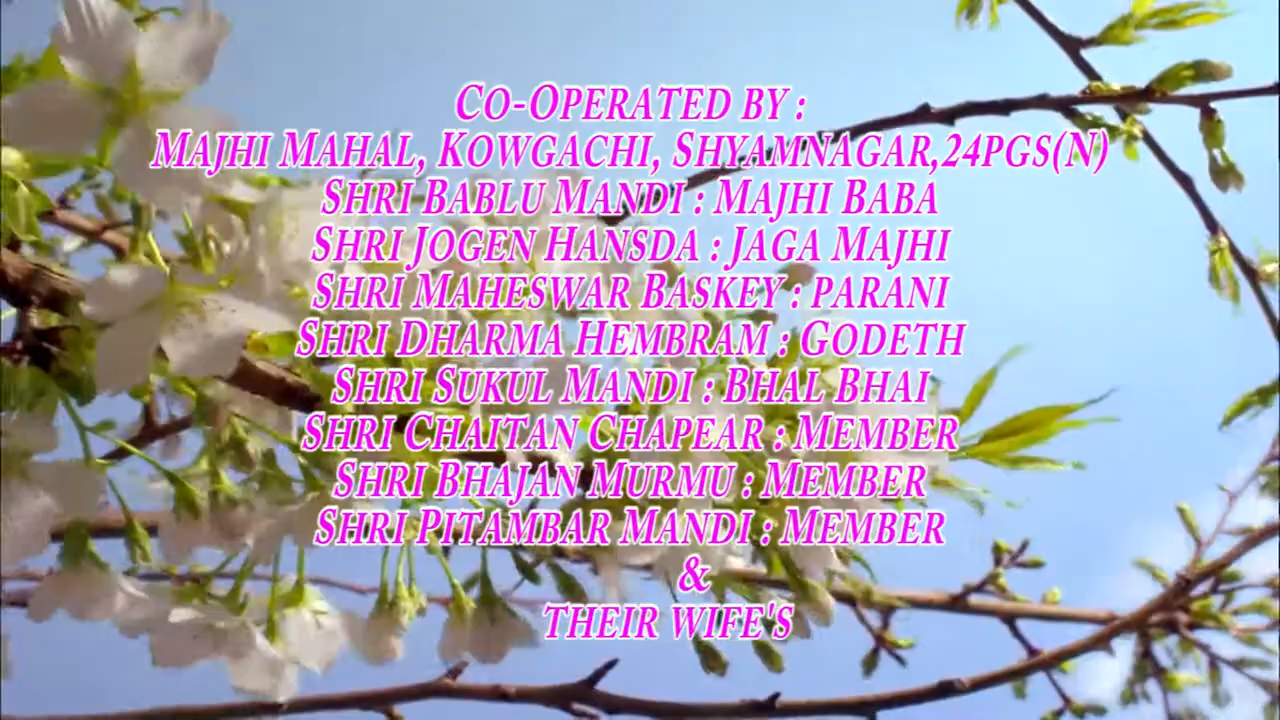 Co-Operated by :
Majhi Mahal, Kowgachi, Shyamnagar,24pgs(N)
Shri Bablu Mandi : Majhi Baba
Shri Jogen Hansda : Jaga Majhi
Shri Maheswar Baskey : parani
Shri Dharma Hembram : Godeth
Shri Sukul Mandi : Bhal Bhai
Shri Chaitan Chapear : Member
Shri Bhajan Murmu : Member
Shri Pitambar Mandi : Member
&
their wife's